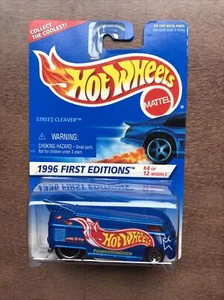 COLLECT
THE COOLEST!
Hot Wheels
MATTEL
STREET CLEAVER™
WARNING:
CHOKING HAZARD - Small parts.
Not for children under 3 years.
1996 FIRST EDITIONS
#4 OF
12 MODELS
Hot Wheels